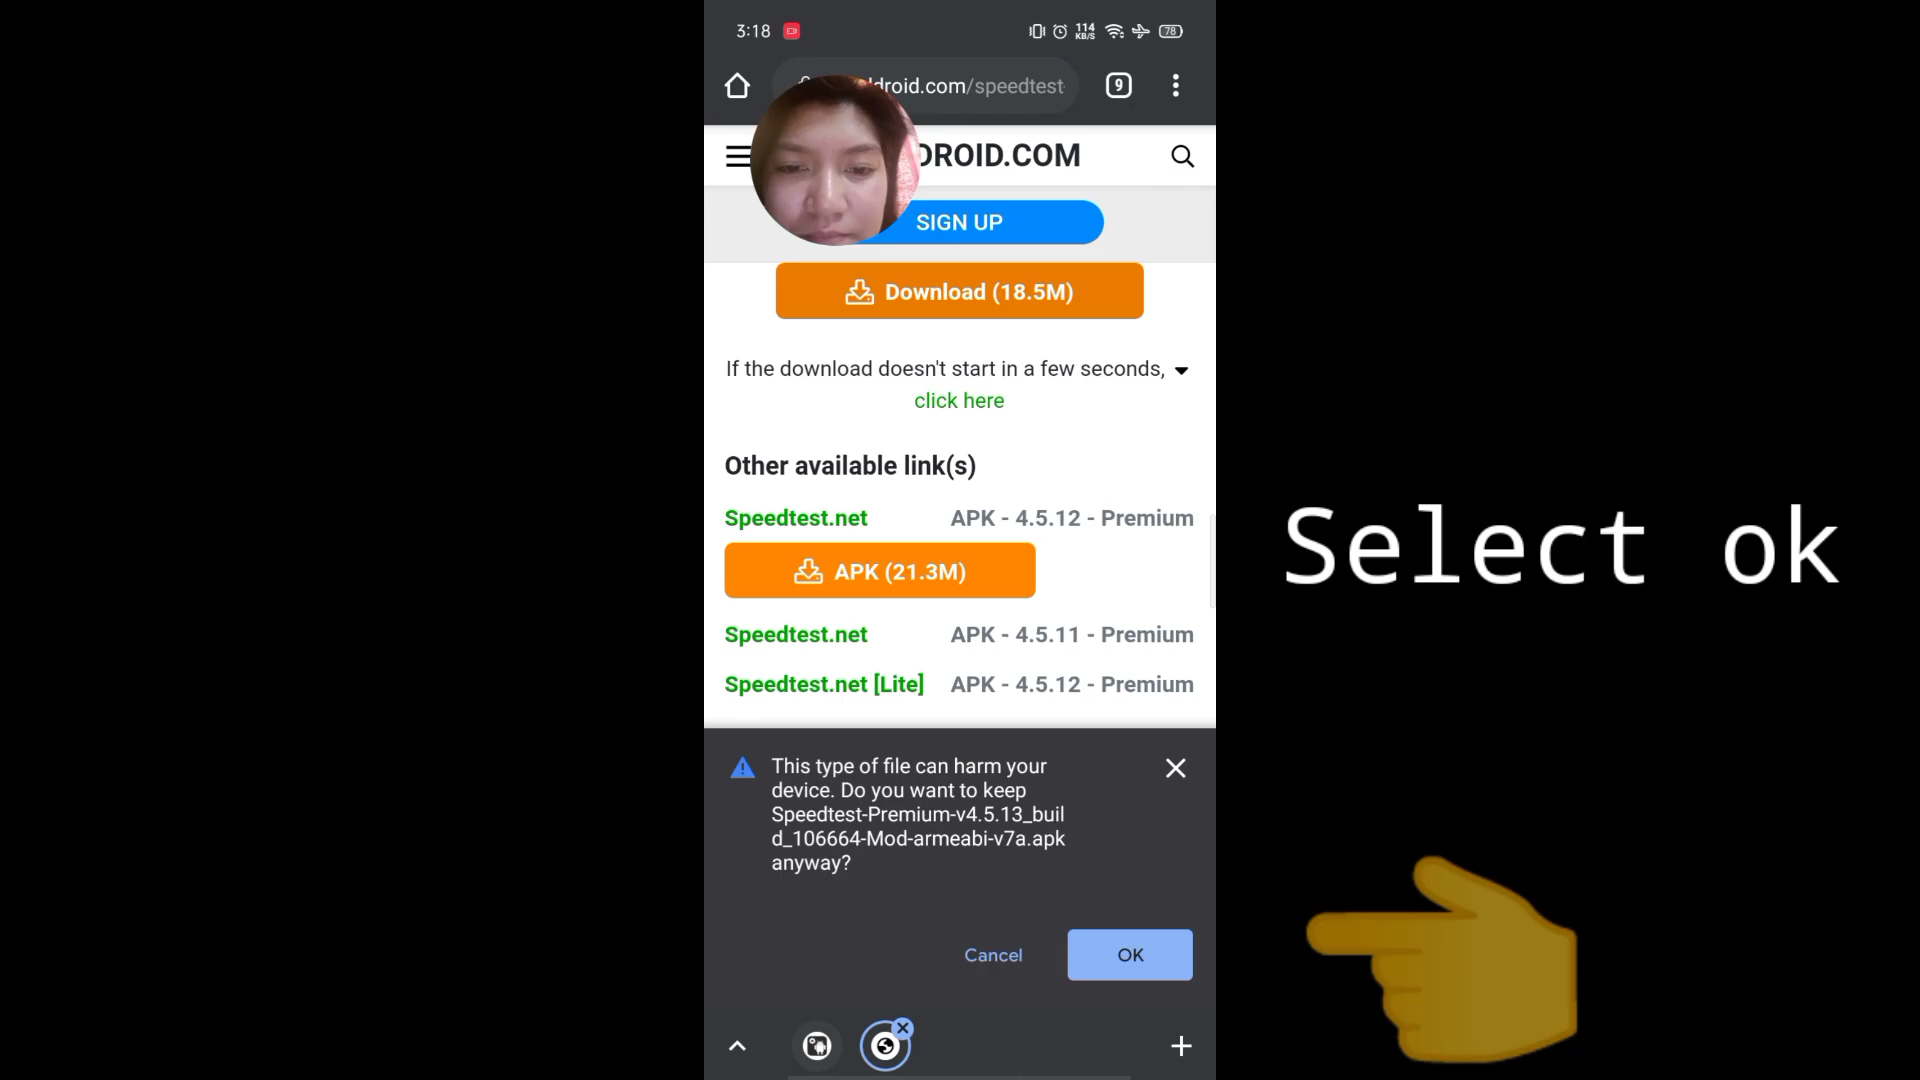 3:18
114
KB/S
78
droid.com/speedtest
9
DROID.COM
SIGN UP
Download (18.5M)
If the download doesn't start in a few seconds,
click here
Other available link(s)
Speedtest.net APK - 4.5.12 - Premium
APK (21.3M)
Speedtest.net APK - 4.5.11 - Premium
Speedtest.net [Lite] APK - 4.5.12 - Premium
Select ok
This type of file can harm your
device. Do you want to keep
Speedtest-Premium-v4.5.13_buil
d_106664-Mod-armeabi-v7a.apk
anyway?
Cancel OK